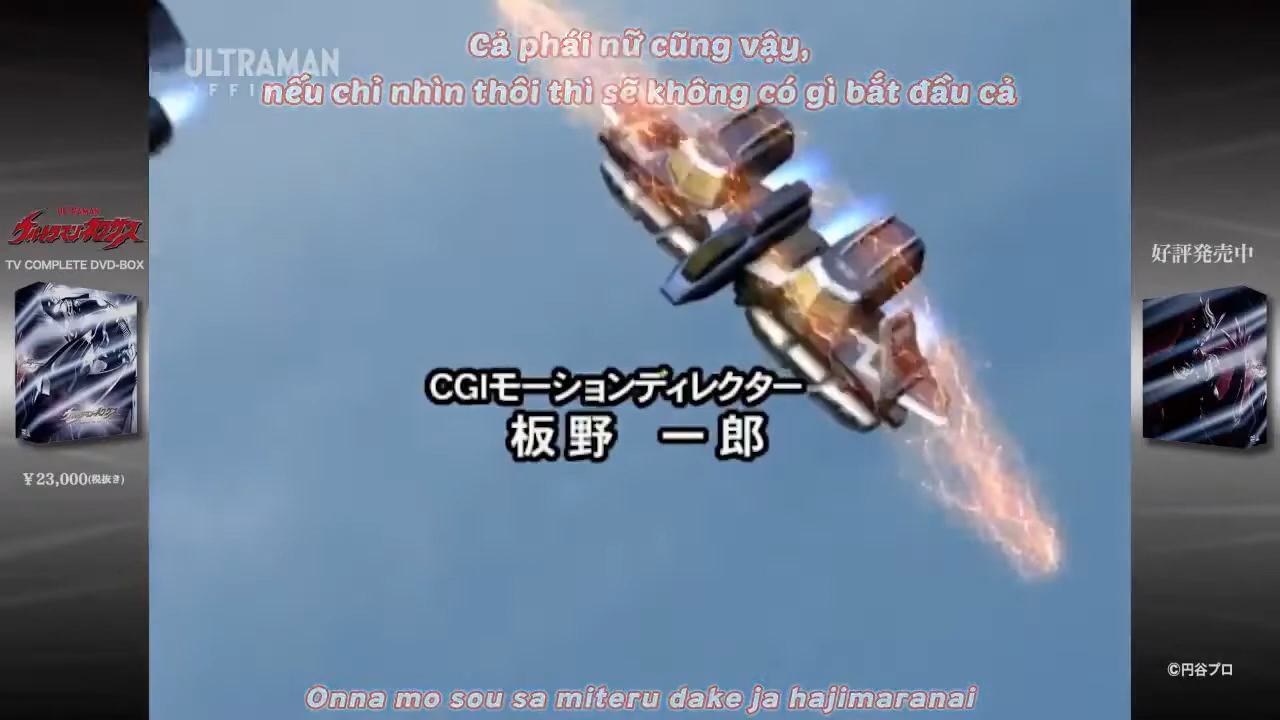 ULTRAMAN
Cả phái nữ cũng vậy,
nếu chỉ nhìn thôi thì sẽ không có gì bắt đầu cả
ULTRAMAN
ウルトラマンネクサス
TV COMPLETE DVD-BOX
¥23,000(税抜き)
CGIモーションディレクター
板野 一郎
好評発売中
©円谷プロ
Onna mo sou sa miteru dake ja hajimaranai